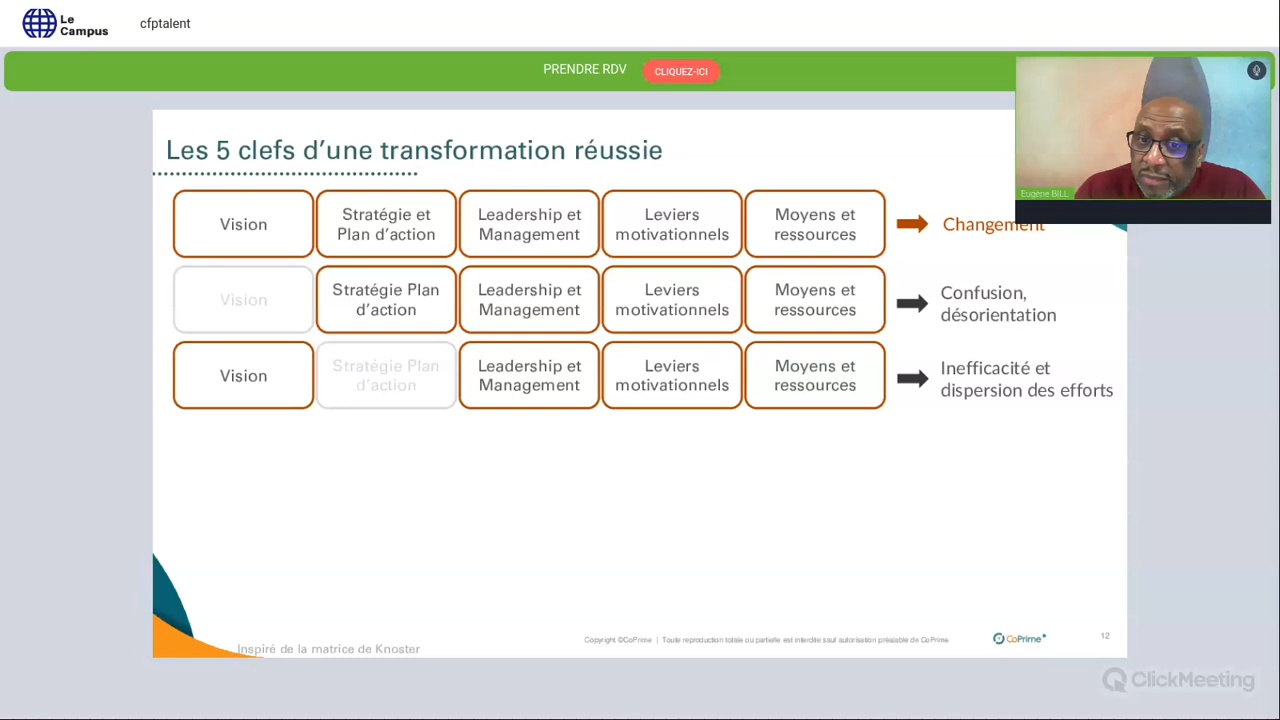 Le
Campus
cfptalent
PRENDRE RDV
CLIQUEZ-ICI
Eugène BILL
Les 5 clefs d’une transformation réussie
Vision
Stratégie et
Plan d’action
Leadership et
Management
Leviers
motivationnels
Moyens et
ressources
Changement
Vision
Stratégie Plan
d’action
Leadership et
Management
Leviers
motivationnels
Moyens et
ressources
Confusion,
désorientation
Vision
Stratégie Plan
d’action
Leadership et
Management
Leviers
motivationnels
Moyens et
ressources
Inefficacité et
dispersion des efforts
Inspiré de la matrice de Knoster
Copyright ©CoPrime | Toute reproduction totale ou partielle est interdite sauf autorisation préalable de CoPrime
CoPrime
12
ClickMeeting